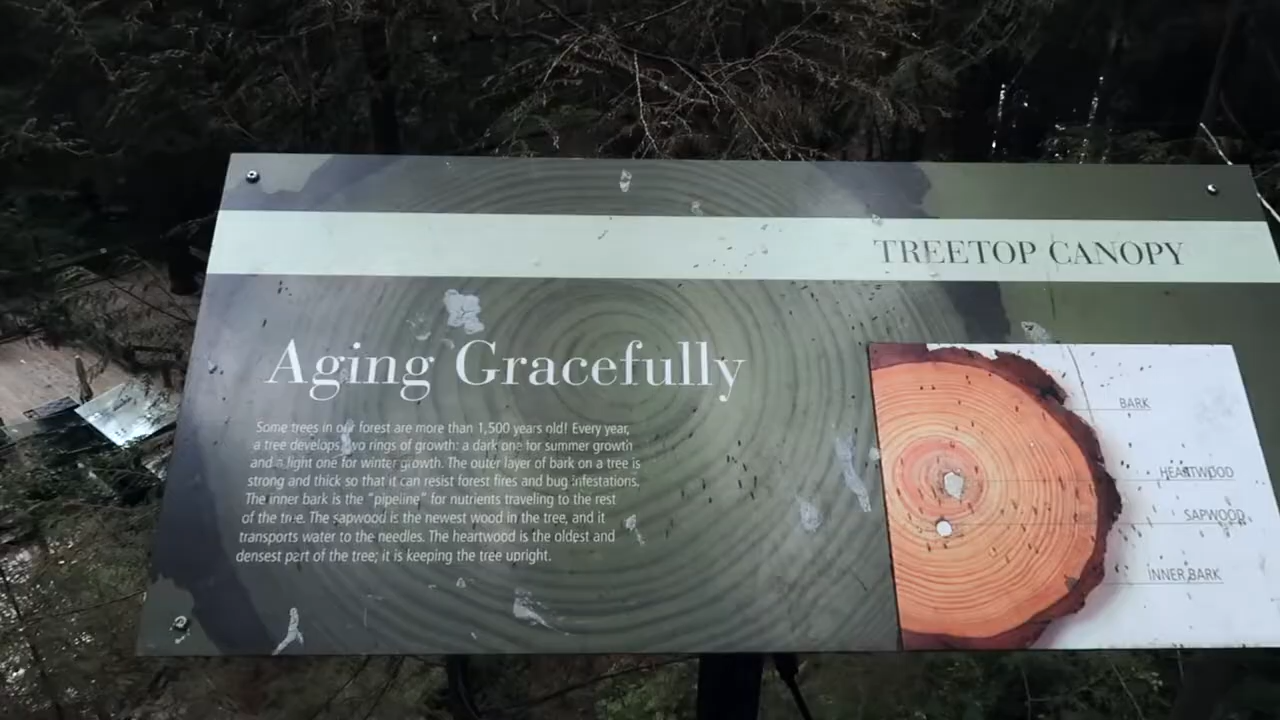 TREETOP CANOPY
Aging Gracefully
Some trees in our forest are more than 1,500 years old! Every year,
a tree develops two rings of growth: a dark one for summer growth
and a light one for winter growth. The outer layer of bark on a tree is
strong and thick so that it can resist forest fires and bug infestations.
The inner bark is the "pipeline" for nutrients traveling to the rest
of the tree. The sapwood is the newest wood in the tree, and it
transports water to the needles. The heartwood is the oldest and
densest part of the tree; it is keeping the tree upright.
BARK
HEARTWOOD
SAPWOOD
INNER BARK